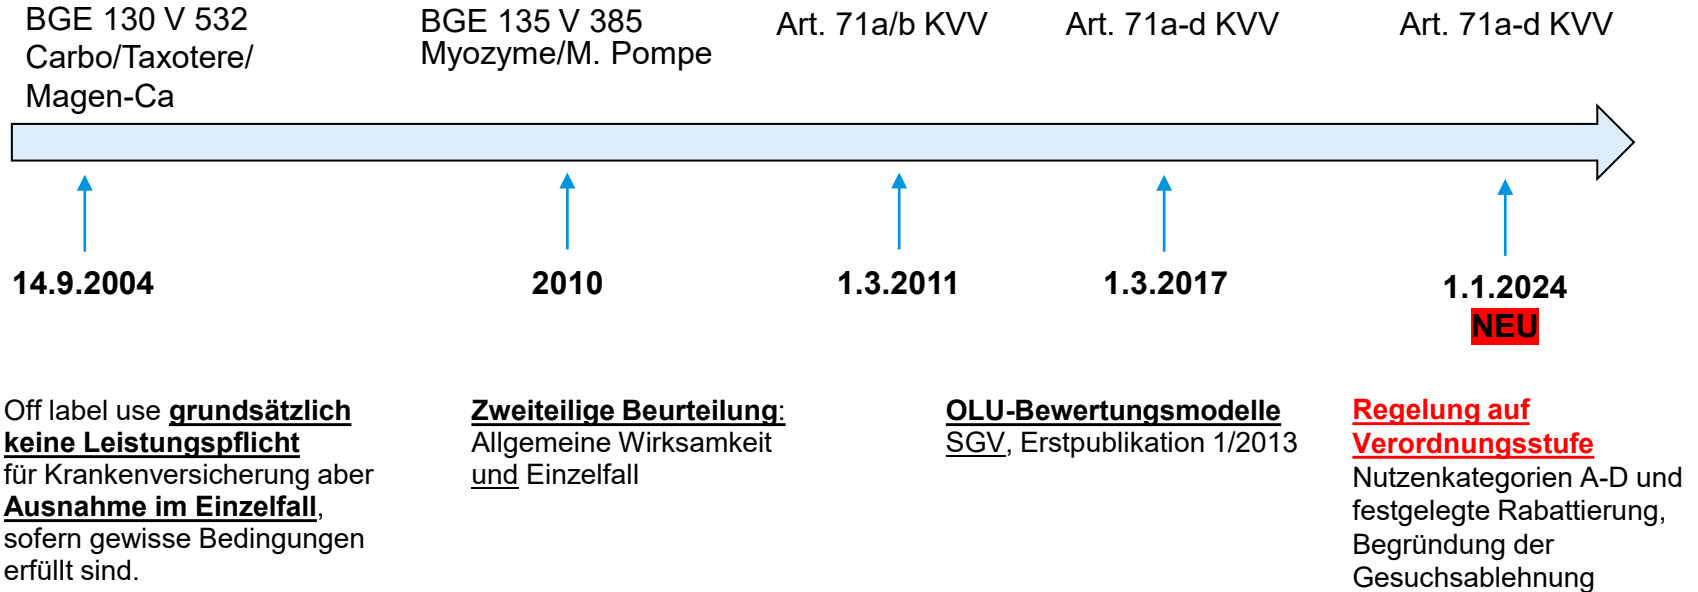 BGE 130 V 532
Carbo/Taxotere/
Magen-Ca
BGE 135 V 385
Myozyme/M. Pompe
Art. 71a/b KVV
Art. 71a-d KVV
Art. 71a-d KVV
14.9.2004
2010
1.3.2011
1.3.2017
1.1.2024
NEU
Off label use grundsätzlich
keine Leistungspflicht
für Krankenversicherung aber
Ausnahme im Einzelfall,
sofern gewisse Bedingungen
erfüllt sind.
Zweiteilige Beurteilung:
Allgemeine Wirksamkeit
und Einzelfall
OLU-Bewertungsmodelle
SGV, Erstpublikation 1/2013
Regelung auf
Verordnungsstufe
Nutzenkategorien A-D und
festgelegte Rabattierung,
Begründung der
Gesuchsablehnung